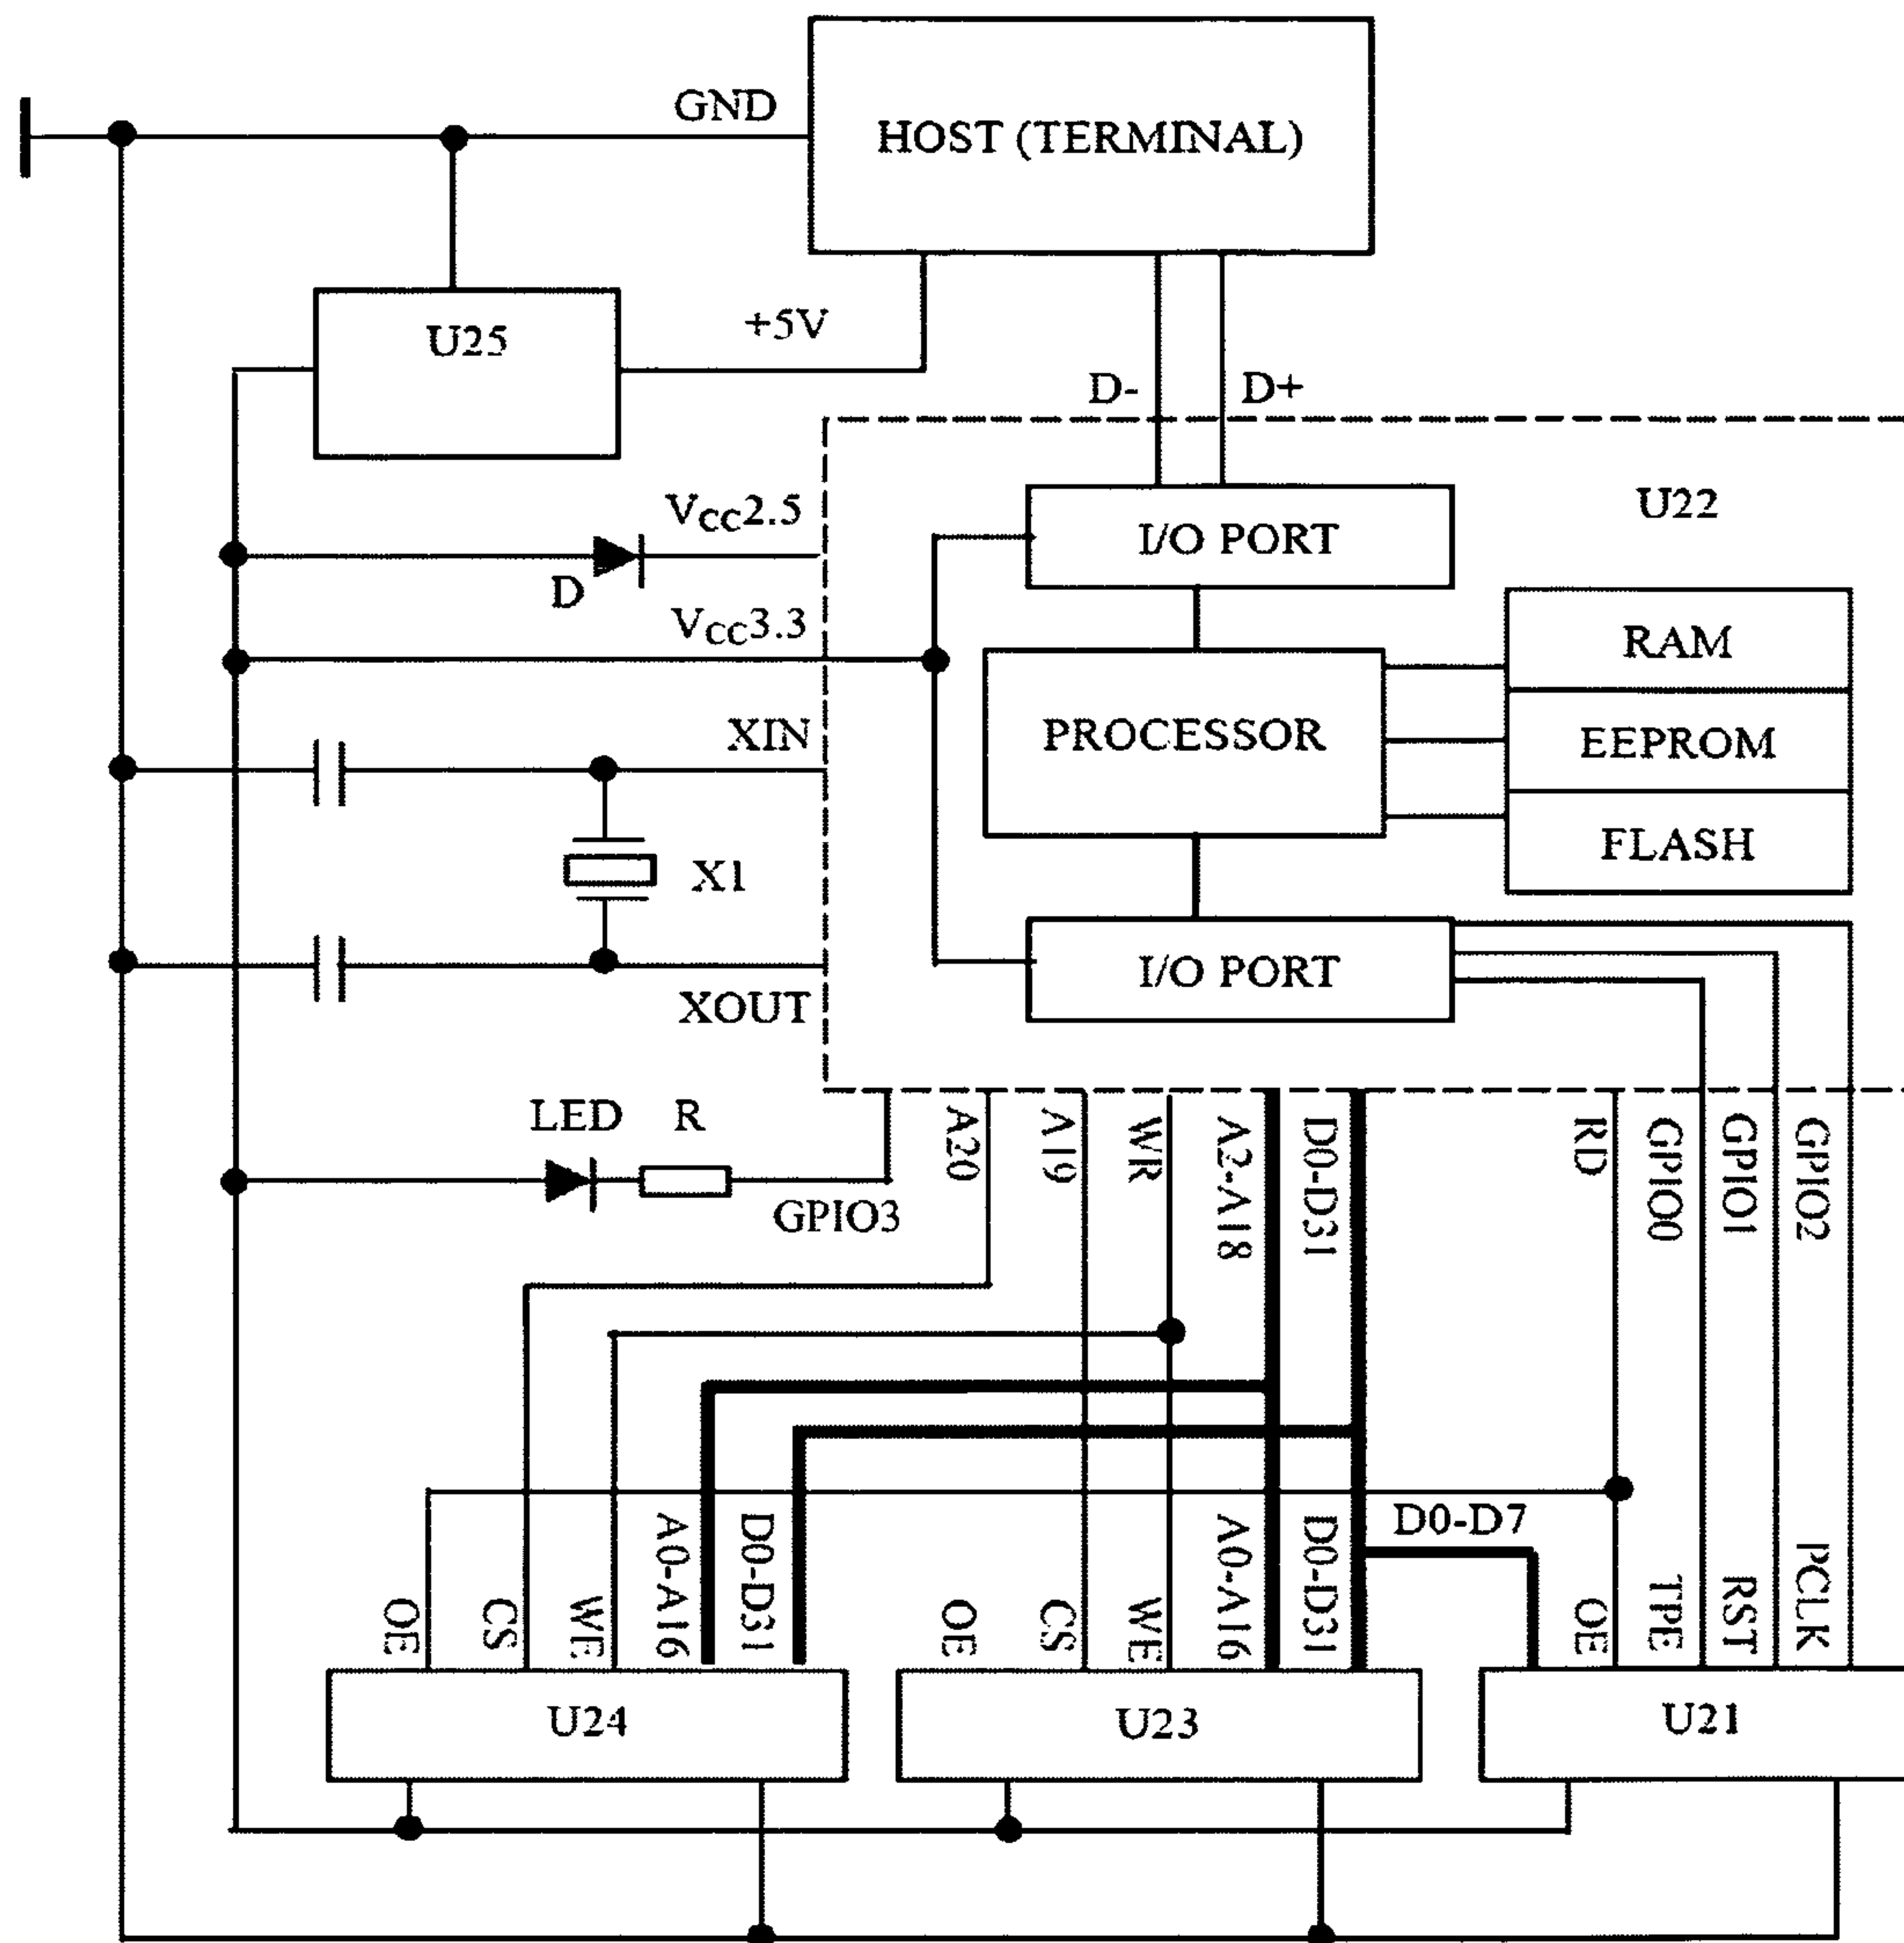 GND
HOST (TERMINAL)
U25
+5V
D-
D+
U22
VCC2.5
D
VCC3.3
I/O PORT
RAM
XIN
PROCESSOR
EEPROM
FLASH
X1
I/O PORT
XOUT
LED
R
GPIO3
A20
A19
WR
A2-A18
D0-D31
RD
GPIO0
GPIO1
GPIO2
D0-D7
OE
CS
WE
A0-A16
D0-D31
OE
CS
WE
A0-A16
D0-D31
OE
TPE
RST
PCLK
U24
U23
U21